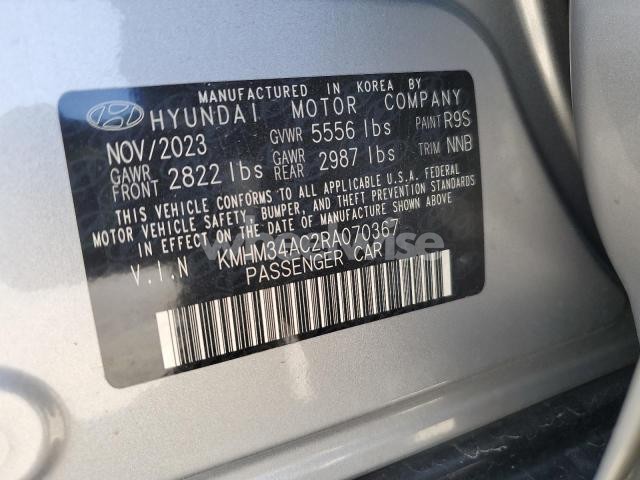 MANUFACTURED IN KOREA BY
HYUNDAI MOTOR COMPANY
NOV/2023 GVWR 5556 lbs PAINT R9S
GAWR FRONT 2822 lbs GAWR REAR 2987 lbs TRIM NNB
THIS VEHICLE CONFORMS TO ALL APPLICABLE U.S.A. FEDERAL
MOTOR VEHICLE SAFETY, BUMPER, AND THEFT PREVENTION STANDARDS
IN EFFECT ON THE DATE OF MANUFACTURE SHOWN ABOVE.
V.I.N KMHM34AC2RA070367
PASSENGER CAR